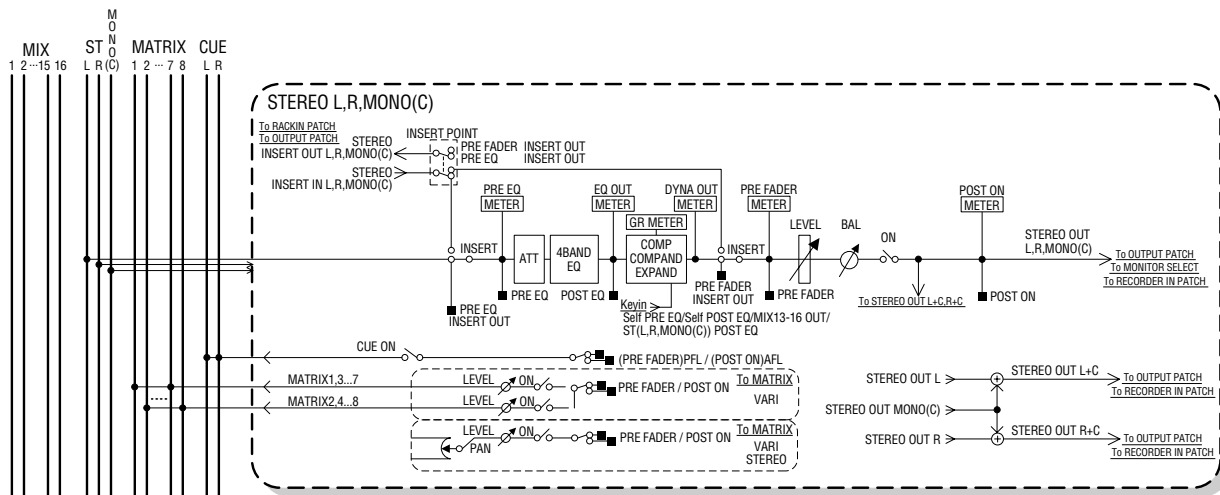 MIX
1 2 ··· 15 16
ST
L R
MONO
(C)
MATRIX
1 2 ··· 7 8
CUE
L R
STEREO L,R,MONO(C)
To RACKIN PATCH
To OUTPUT PATCH
STEREO
INSERT OUT L,R,MONO(C)
STEREO
INSERT IN L,R,MONO(C)
INSERT POINT
PRE FADER INSERT OUT
PRE EQ INSERT OUT
PRE EQ
METER
EQ OUT
METER
DYNA OUT
METER
PRE FADER
METER
POST ON
METER
GR METER
INSERT
ATT
4BAND
EQ
COMP
COMPAND
EXPAND
INSERT
LEVEL
BAL
ON
STEREO OUT
L,R,MONO(C)
To OUTPUT PATCH
To MONITOR SELECT
To RECORDER IN PATCH
PRE EQ
POST EQ
PRE FADER
INSERT OUT
PRE FADER
To STEREO OUT L+C,R+C
POST ON
PRE EQ
INSERT OUT
Keyin
Self PRE EQ/Self POST EQ/MIX13-16 OUT/
ST(L,R,MONO(C)) POST EQ
CUE ON
(PRE FADER)PFL / (POST ON)AFL
MATRIX1,3...7
LEVEL
ON
PRE FADER / POST ON
To MATRIX
VARI
MATRIX2,4...8
LEVEL
ON
LEVEL
PAN
ON
PRE FADER / POST ON
To MATRIX
VARI
STEREO
STEREO OUT L
STEREO OUT L+C
To OUTPUT PATCH
To RECORDER IN PATCH
STEREO OUT MONO(C)
STEREO OUT R
STEREO OUT R+C
To OUTPUT PATCH
To RECORDER IN PATCH